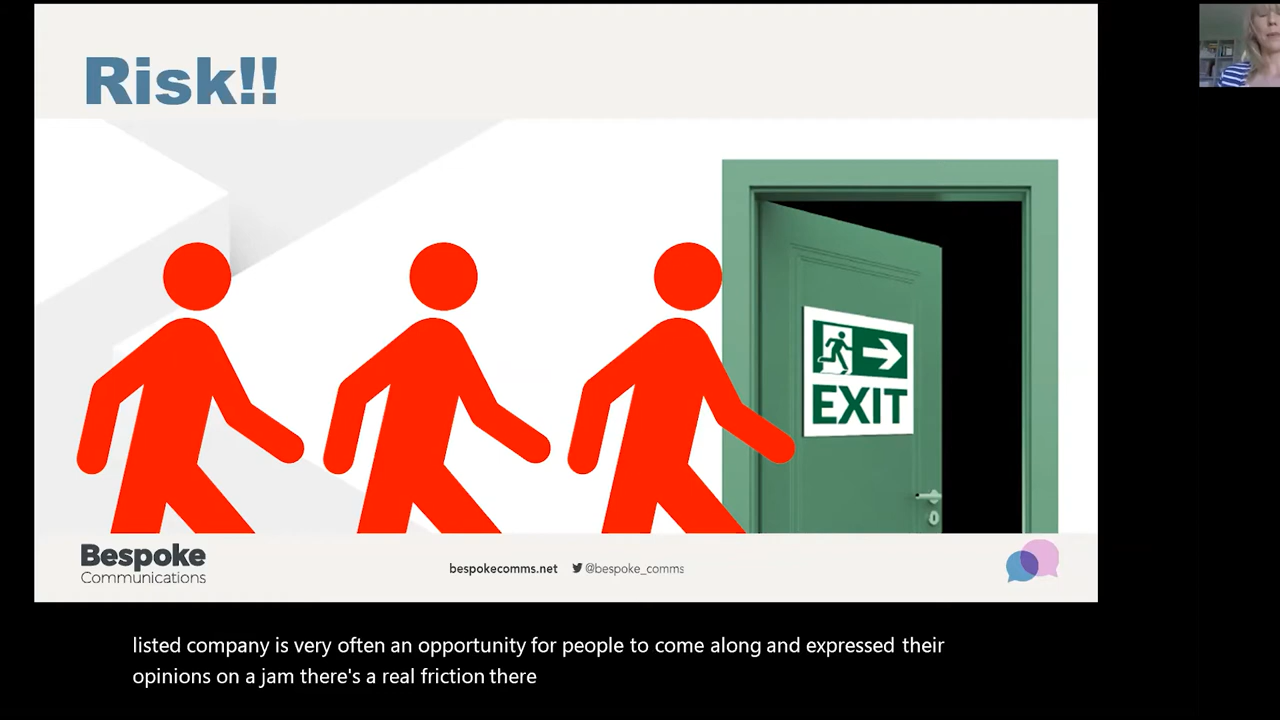 Risk!!
EXIT
Bespoke
Communications
bespokecomms.net @bespoke_comms
listed company is very often an opportunity for people to come along and expressed their
opinions on a jam there's a real friction there